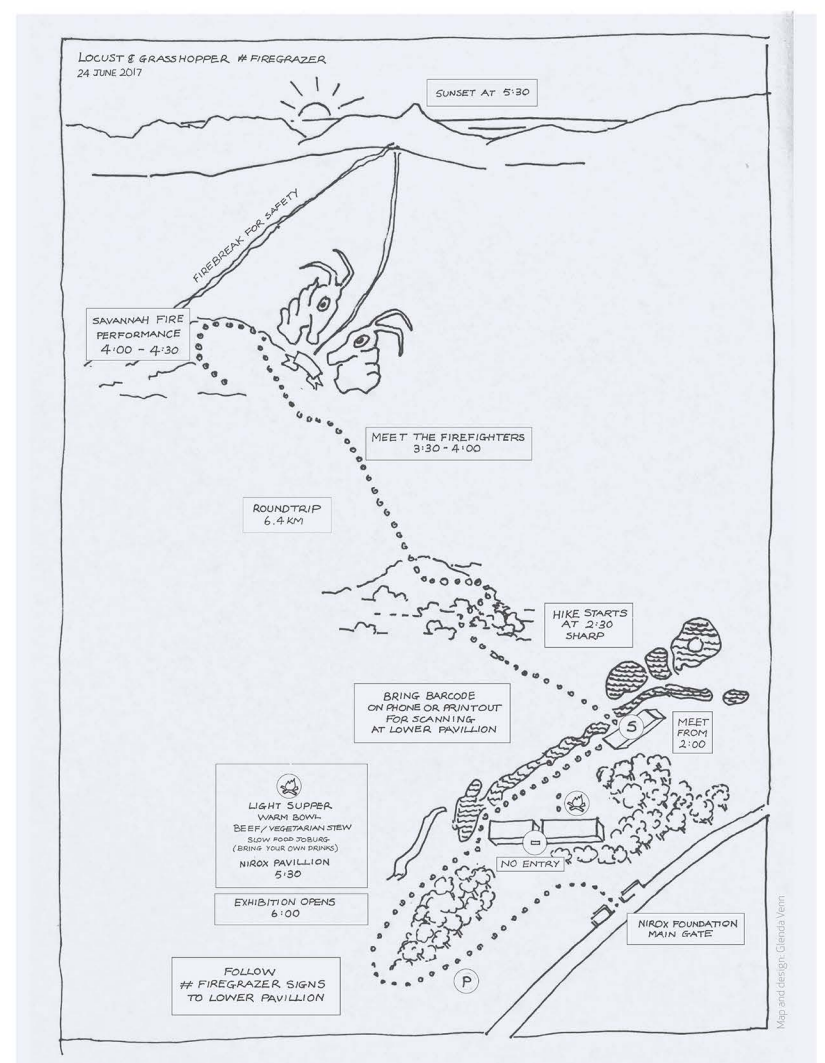 LOCUST & GRASSHOPPER # FIREGRAZER
24 JUNE 2017
SUNSET AT 5:30
FIREBREAK FOR SAFETY
SAVANNAH FIRE
PERFORMANCE
4:00 - 4:30
MEET THE FIREFIGHTERS
3:30 - 4:00
ROUNDTRIP
6.4 KM
HIKE STARTS
AT 2:30
SHARP
BRING BARCODE
ON PHONE OR PRINTOUT
FOR SCANNING
AT LOWER PAVILLION
S
MEET
FROM
2:00
LIGHT SUPPER
WARM BOWL
BEEF/VEGETARIAN STEW
SLOW FOOD JOBURG
(BRING YOUR OWN DRINKS)
NIROX PAVILLION
5:30
NO ENTRY
EXHIBITION OPENS
6:00
NIROX FOUNDATION
MAIN GATE
FOLLOW
# FIREGRAZER SIGNS
TO LOWER PAVILLION
P
Map and design: Glenda Venn